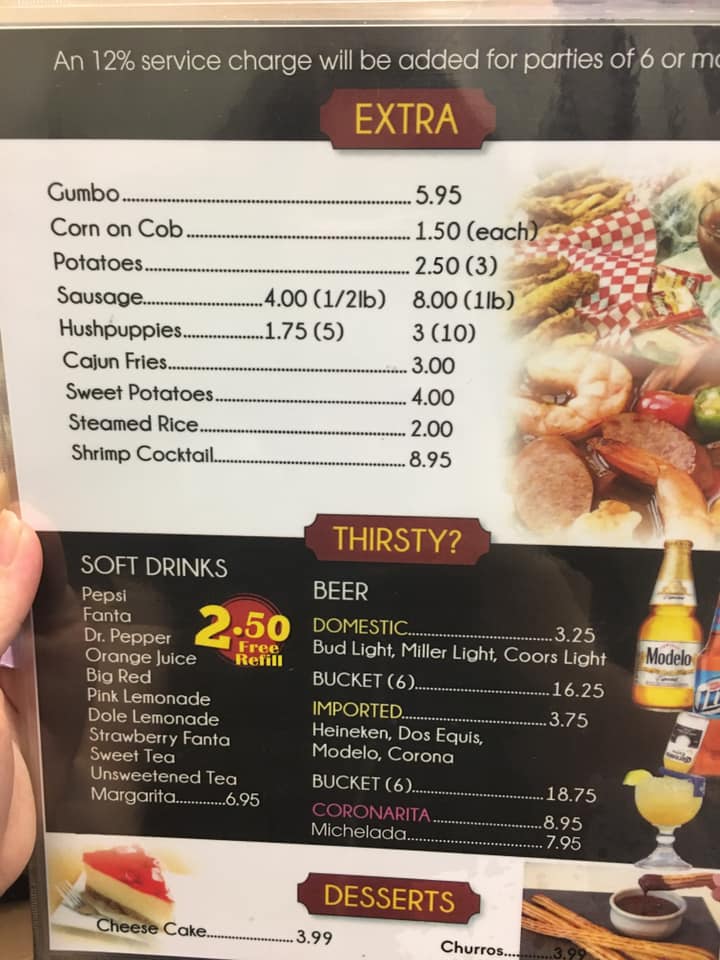 An 12% service charge will be added for parties of 6 or
EXTRA
Gumbo 5.95
Corn on Cob 1.50 (each)
Potatoes 2.50 (3)
Sausage 4.00 (1/2lb) 8.00 (1lb)
Hushpuppies 1.75 (5) 3 (10)
Cajun Fries 3.00
Sweet Potatoes 4.00
Steamed Rice 2.00
Shrimp Cocktail 8.95
THIRSTY?
SOFT DRINKS
Pepsi
Fanta
Dr. Pepper
Orange Juice
Big Red
Pink Lemonade
Dole Lemonade
Strawberry Fanta
Sweet Tea
Unsweetened Tea
Margarita 6.95
2.50
Free
Refill
BEER
DOMESTIC 3.25
Bud Light, Miller Light, Coors Light
BUCKET (6) 16.25
IMPORTED 3.75
Heineken, Dos Equis,
Modelo, Corona
BUCKET (6) 18.75
CORONARITA 8.95
Michelada 7.95
Modelo
DESSERTS
Cheese Cake 3.99
Churros 3.99